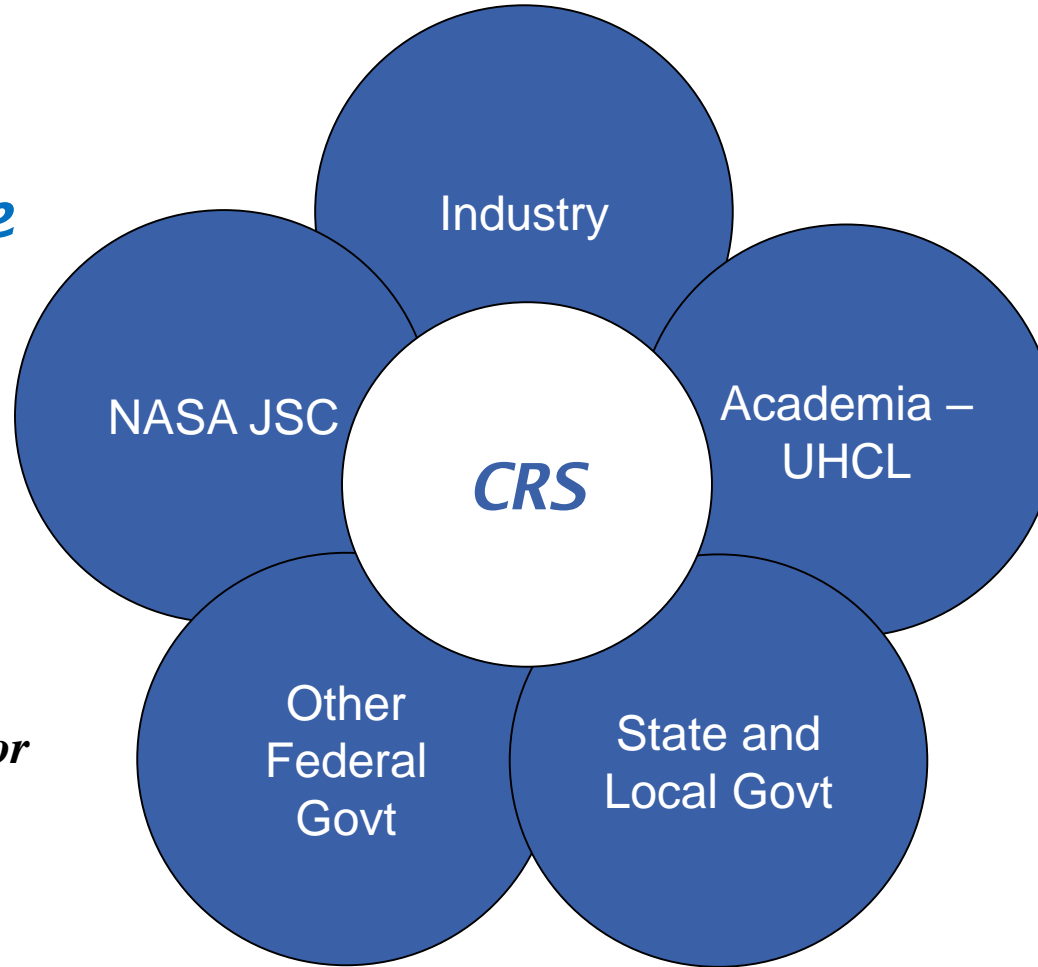 Industry
NASA JSC
Academia –
UHCL
CRS
Other
Federal
Govt
State and
Local Govt